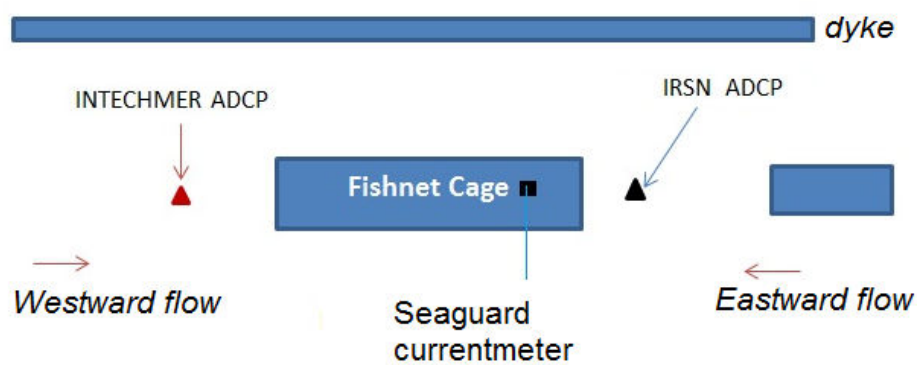 dyke
INTECHMER ADCP
IRSN ADCP
Fishnet Cage
Westward flow
Eastward flow
Seaguard
currentmeter